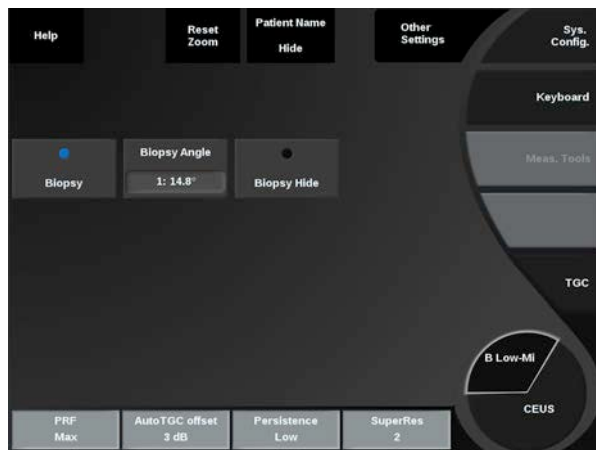 Help
Reset
Zoom
Patient Name
Hide
Other
Settings
Sys.
Config.
Keyboard
Biopsy
Biopsy Angle
1: 14.8°
Biopsy Hide
Meas. Tools
TGC
B Low-Mi
CEUS
PRF
Max
AutoTGC offset
3 dB
Persistence
Low
SuperRes
2